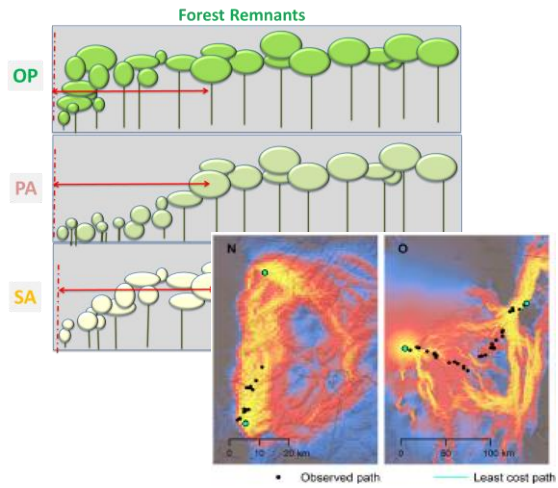 Forest Remnants
OP
PA
SA
N
O
0 10 20 km
0 50 100 km
Observed path
Least cost path